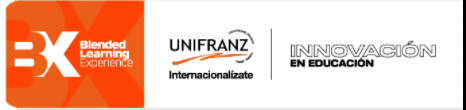 BX
Blended
Learning
Experience
UNIFRANZ
Internacionalízate
INNOVACIÓN
EN EDUCACIÓN